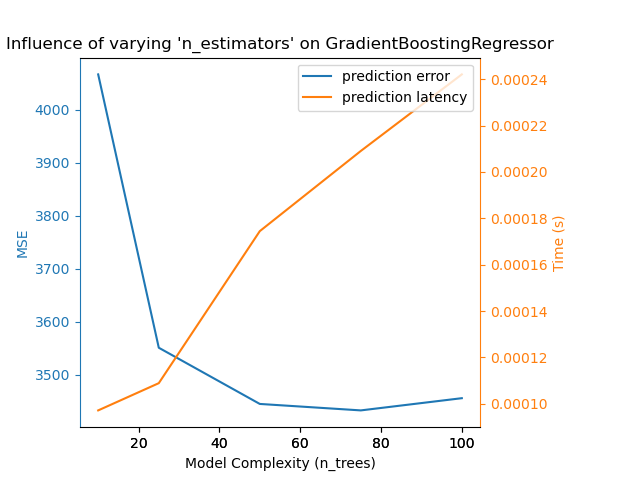 Influence of varying 'n_estimators' on GradientBoostingRegressor
prediction error
prediction latency
4000
3900
3800
3700
3600
3500
MSE
0.00024
0.00022
0.00020
0.00018
0.00016
0.00014
0.00012
0.00010
Time (s)
20 40 60 80 100
Model Complexity (n_trees)